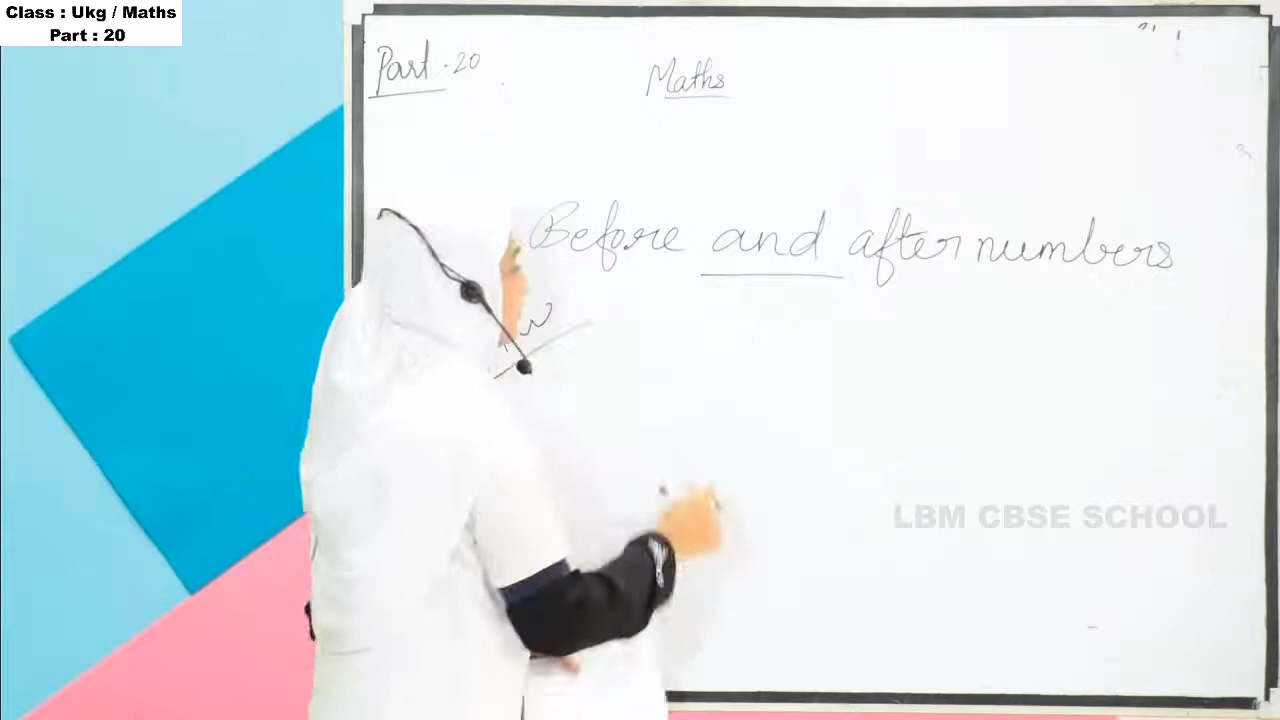 Class : Ukg / Maths
Part : 20
Part - 20
Maths
Before and after numbers
LBM CBSE SCHOOL